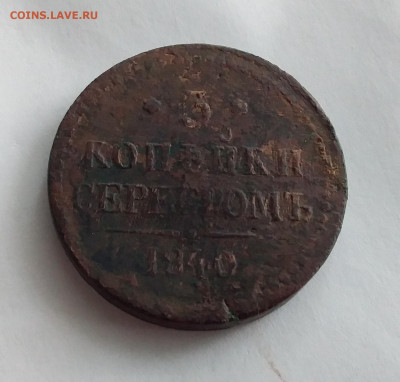 COINS.LAVE.RU
* 3 *
КОПѢЙКИ
СЕРЕБРОМЪ
1840